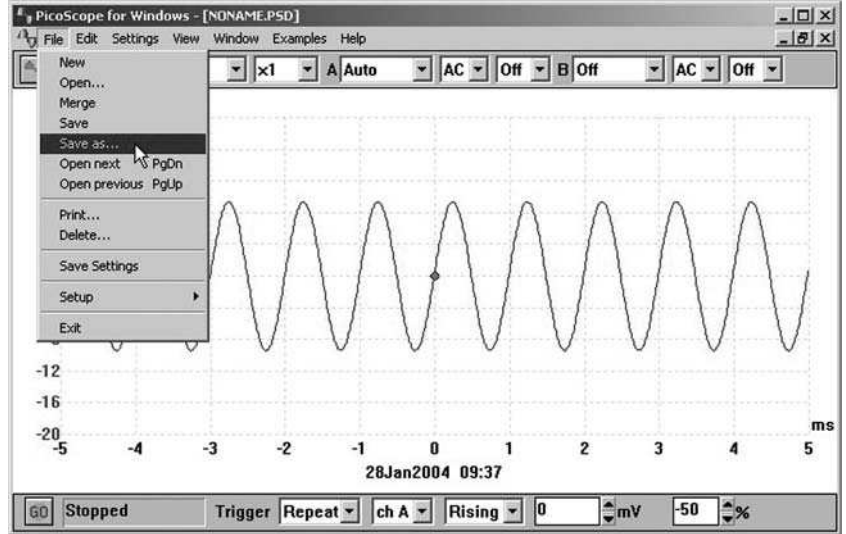 PicoScope for Windows - [NONAME.PSD]
File Edit Settings View Window Examples Help
x1 A Auto AC Off B Off AC Off
New
Open...
Merge
Save
Save as...
Open next PgDn
Open previous PgUp
Print...
Delete...
Save Settings
Setup
Exit
-12
-16
-20
ms
-5 -4 -3 -2 -1 0 1 2 3 4 5
28Jan2004 09:37
GO Stopped Trigger Repeat ch A Rising 0 mV -50 %